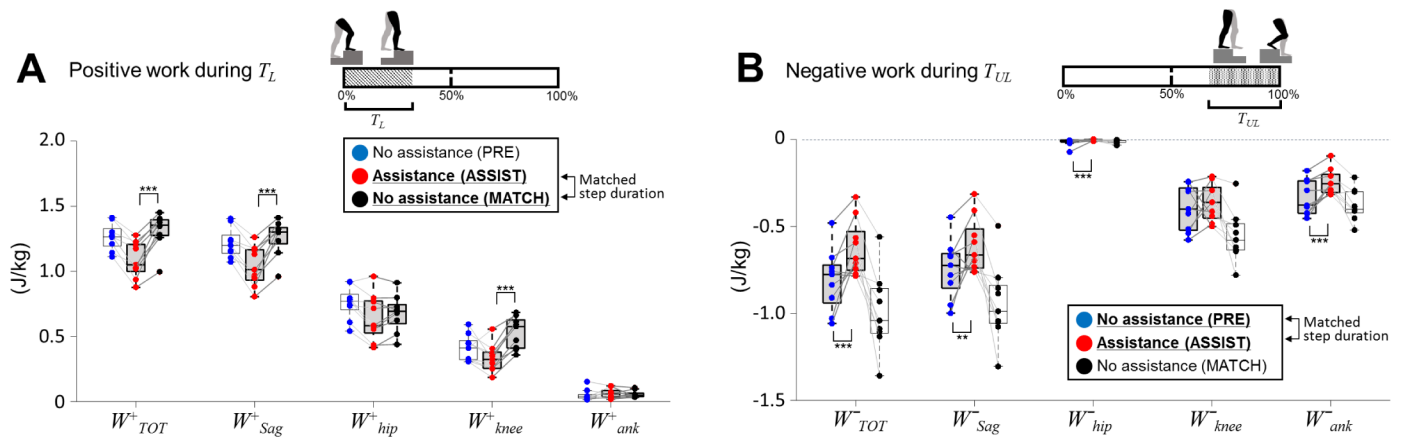 A Positive work during T_L
0% 50% 100%
T_L
2.0
1.5
1.0
0.5
0
(J/kg)
No assistance (PRE)
Assistance (ASSIST)
No assistance (MATCH)
Matched
step duration
***
***
***
W^+_TOT W^+_Sag W^+_hip W^+_knee W^+_ank
B Negative work during T_UL
0% 50% 100%
T_UL
0
-0.5
-1.0
-1.5
(J/kg)
***
**
***
***
No assistance (PRE)
Assistance (ASSIST)
No assistance (MATCH)
Matched
step duration
W^-_TOT W^-_Sag W^-_hip W^-_knee W^-_ank